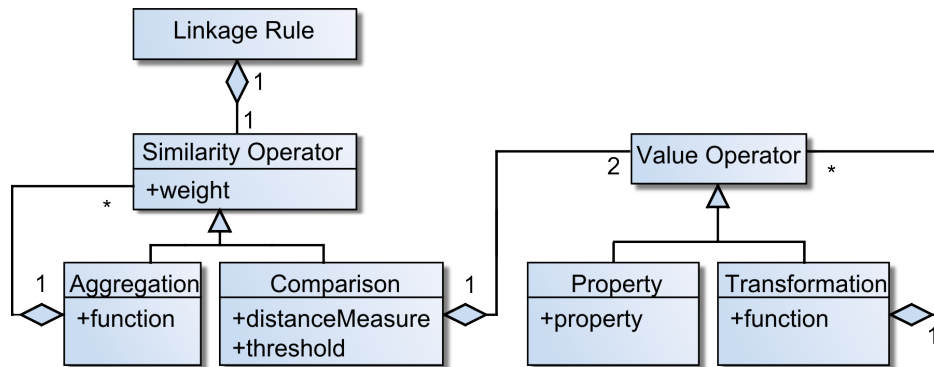 Linkage Rule
1
1
Similarity Operator
+weight
*
2
Value Operator
*
1
Aggregation
+function
Comparison
+distanceMeasure
+threshold
1
Property
+property
Transformation
+function
1